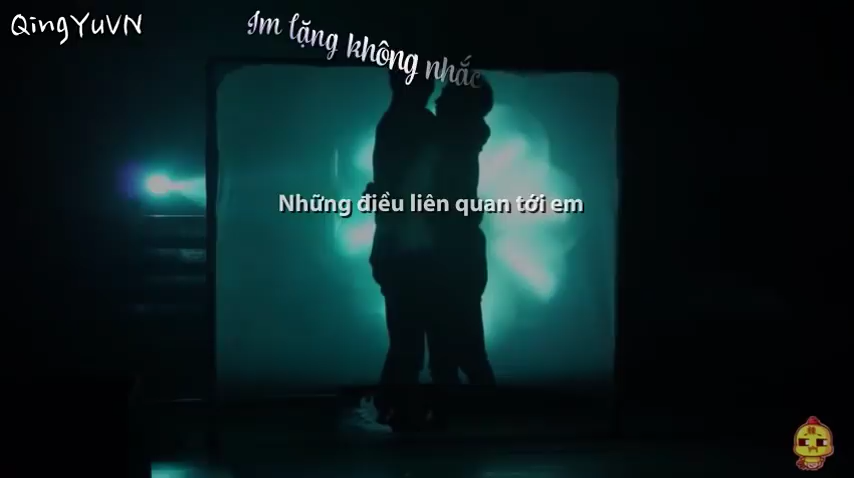 QingYuVN
Im lặng không nhắc
Những điều liên quan tới em